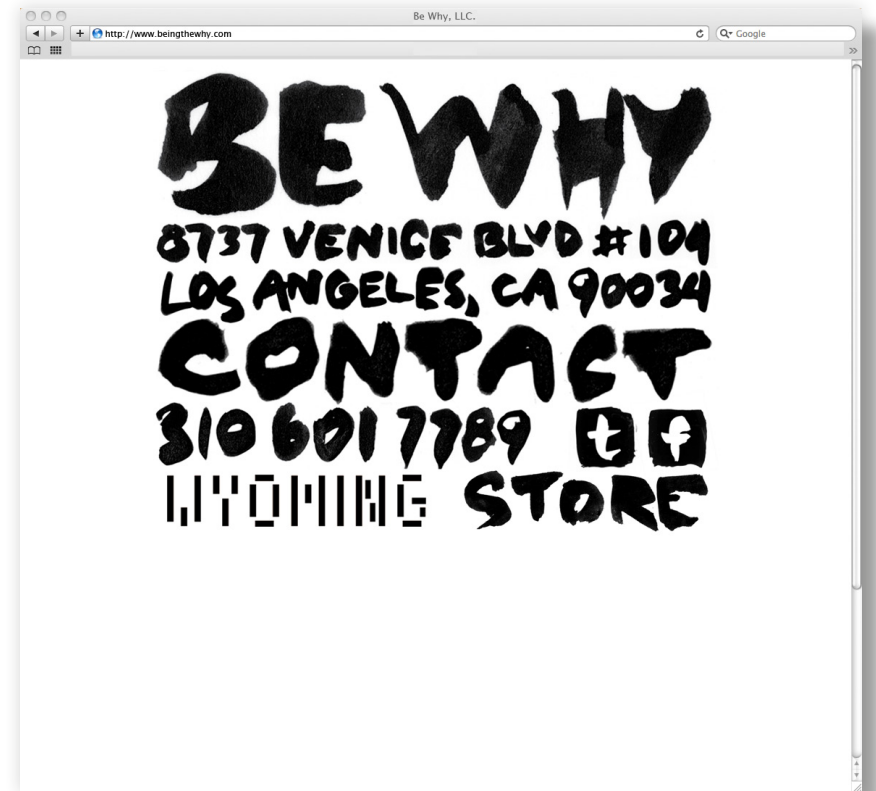 Be Why, LLC.
http://www.beingthewhy.com
Google
BE WHY
8737 VENICE BLVD #104
LOS ANGELES, CA 90034
CONTACT
310 601 7789
t f
WYOMING STORE